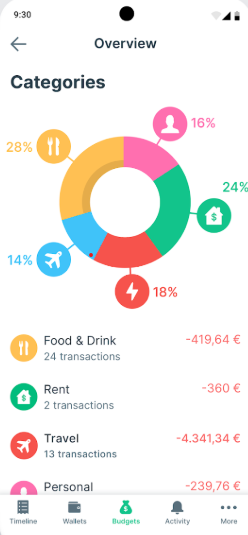 9:30
Overview
Categories
16%
28%
24%
14%
18%
Food & Drink
-419,64 €
24 transactions
Rent
-360 €
2 transactions
Travel
-4.341,34 €
13 transactions
Personal
-239,76 €
Timeline
Wallets
Budgets
Activity
More